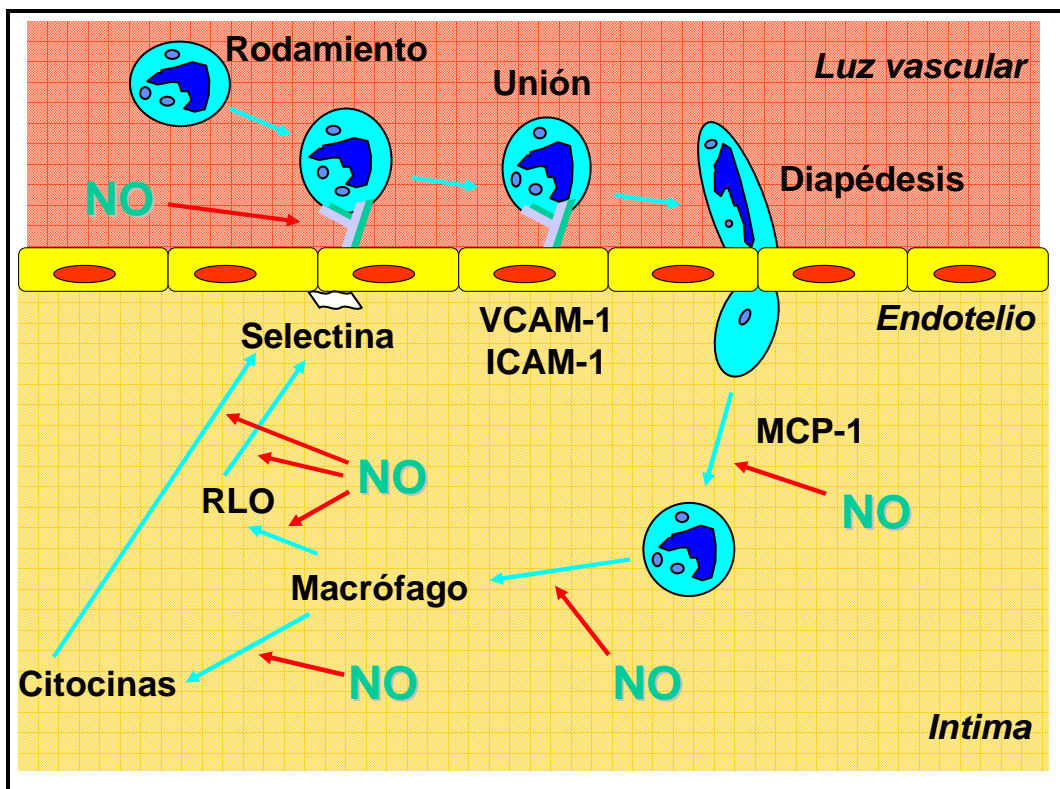 Rodamiento
Luz vascular
Unión
Diapédesis
NO
Endotelio
Selectina
VCAM-1
ICAM-1
MCP-1
NO
RLO
NO
Macrófago
Citocinas
NO
NO
Intima